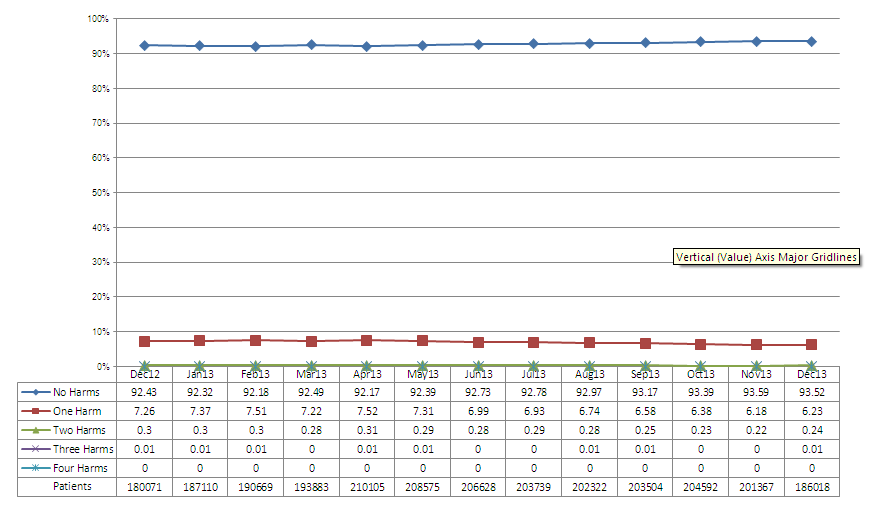 100%
90%
80%
70%
60%
50%
40%
30%
20%
10%
0%
Vertical (Value) Axis Major Gridlines
Dec12 Jan13 Feb13 Mar13 Apr13 May13 Jun13 Jul13 Aug13 Sep13 Oct13 Nov13 Dec13
No Harms 92.43 92.32 92.18 92.49 92.17 92.39 92.73 92.78 92.97 93.17 93.39 93.59 93.52
One Harm 7.26 7.37 7.51 7.22 7.52 7.31 6.99 6.93 6.74 6.58 6.38 6.18 6.23
Two Harms 0.3 0.3 0.3 0.28 0.31 0.29 0.28 0.29 0.28 0.25 0.23 0.22 0.24
Three Harms 0.01 0.01 0.01 0 0.01 0.01 0 0 0.01 0.01 0 0 0.01
Four Harms 0 0 0 0 0 0 0 0 0 0 0 0 0
Patients 180071 187110 190669 193883 210105 208575 206628 203739 202322 203504 204592 201367 186018